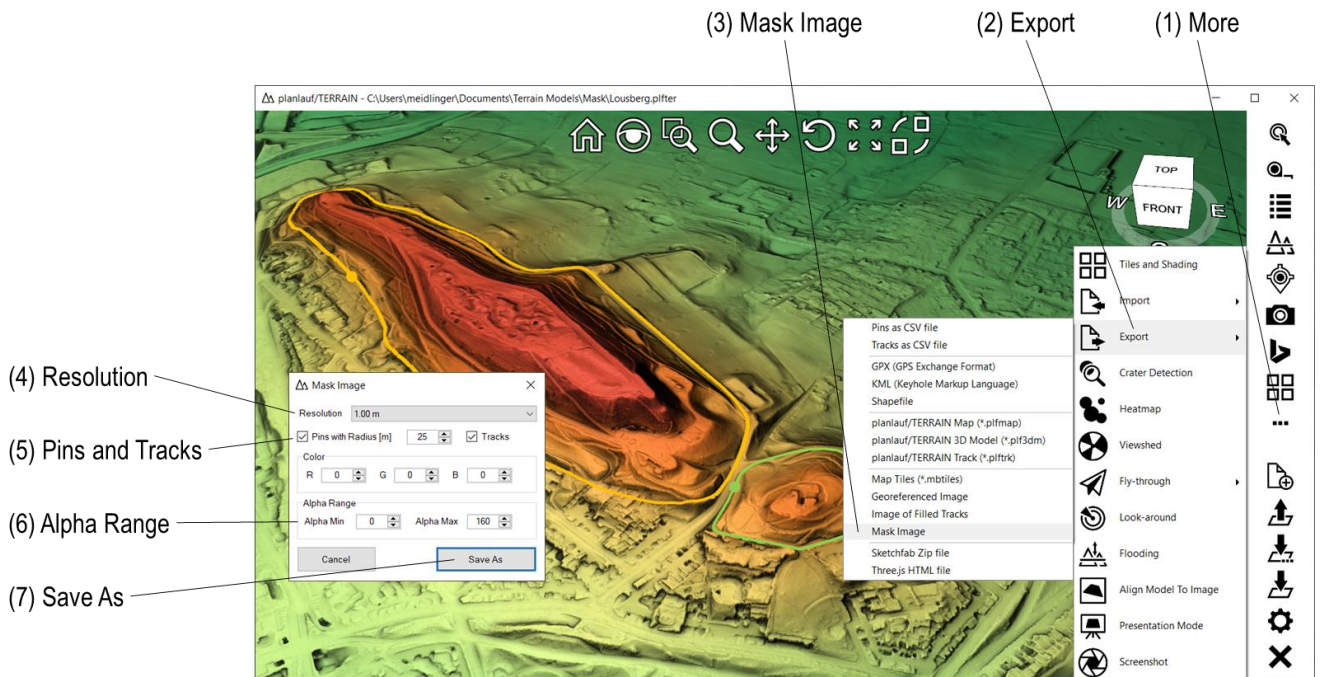 (3) Mask Image
(2) Export
(1) More
planlauf/TERRAIN - C:\Users\meidlinger\Documents\Terrain Models\Mask\Lousberg.plfter
TOP
W
FRONT
E
Tiles and Shading
Import
Export
Crater Detection
Heatmap
Viewshed
Fly-through
Look-around
Flooding
Align Model To Image
Presentation Mode
Screenshot
Pins as CSV file
Tracks as CSV file
GPX (GPS Exchange Format)
KML (Keyhole Markup Language)
Shapefile
planlauf/TERRAIN Map (*.plfmap)
planlauf/TERRAIN 3D Model (*.plf3dm)
planlauf/TERRAIN Track (*.plftrk)
Map Tiles (*.mbtiles)
Georeferenced Image
Image of Filled Tracks
Mask Image
Sketchfab Zip file
Three.js HTML file
(4) Resolution
(5) Pins and Tracks
(6) Alpha Range
(7) Save As
Mask Image
Resolution 1.00 m
Pins with Radius [m] 25 Tracks
Color
R 0 G 0 B 0
Alpha Range
Alpha Min 0 Alpha Max 160
Cancel Save As